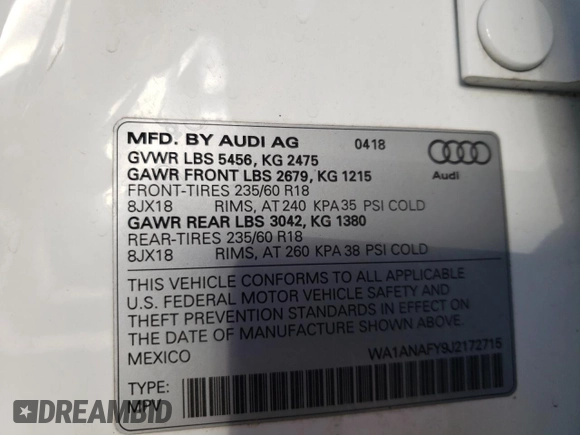 MFD. BY AUDI AG 0418
GVWR LBS 5456, KG 2475
GAWR FRONT LBS 2679, KG 1215
FRONT-TIRES 235/60 R18
8JX18 RIMS, AT 240 KPA 35 PSI COLD
GAWR REAR LBS 3042, KG 1380
REAR-TIRES 235/60 R18
8JX18 RIMS, AT 260 KPA 38 PSI COLD
Audi
THIS VEHICLE CONFORMS TO ALL APPLICABLE
U.S. FEDERAL MOTOR VEHICLE SAFETY AND
THEFT PREVENTION STANDARDS IN EFFECT ON
THE DATE OF MANUFACTURE SHOWN ABOVE.
MEXICO WA1ANAFY9J2172715
TYPE:
MPV
DREAMBID